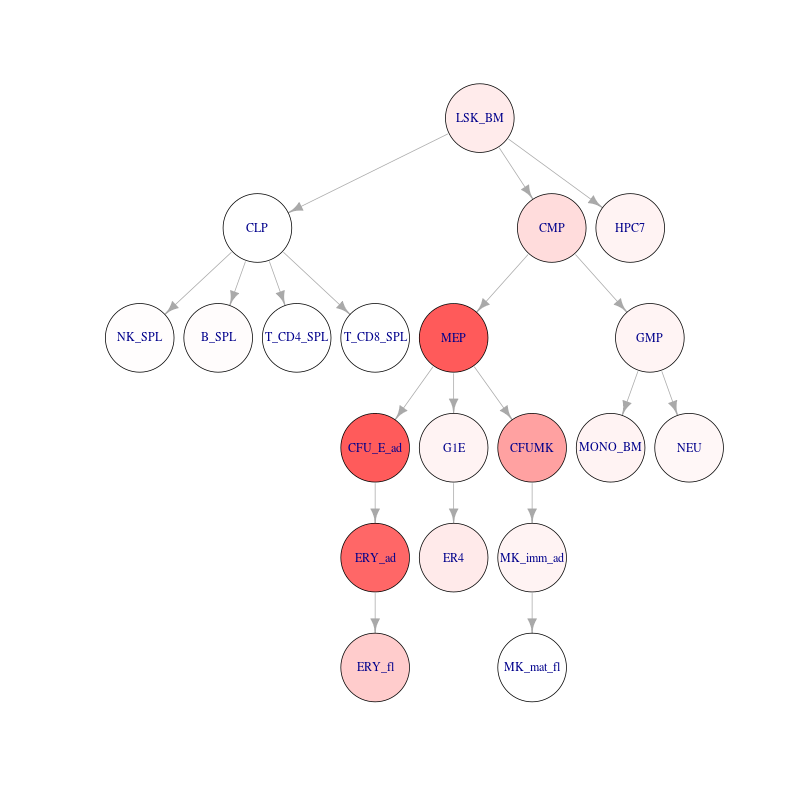 LSK_BM
CLP
CMP
HPC7
NK_SPL
B_SPL
T_CD4_SPL
T_CD8_SPL
MEP
GMP
CFU_E_ad
G1E
CFUMK
MONO_BM
NEU
ERY_ad
ER4
MK_imm_ad
ERY_fl
MK_mat_fl